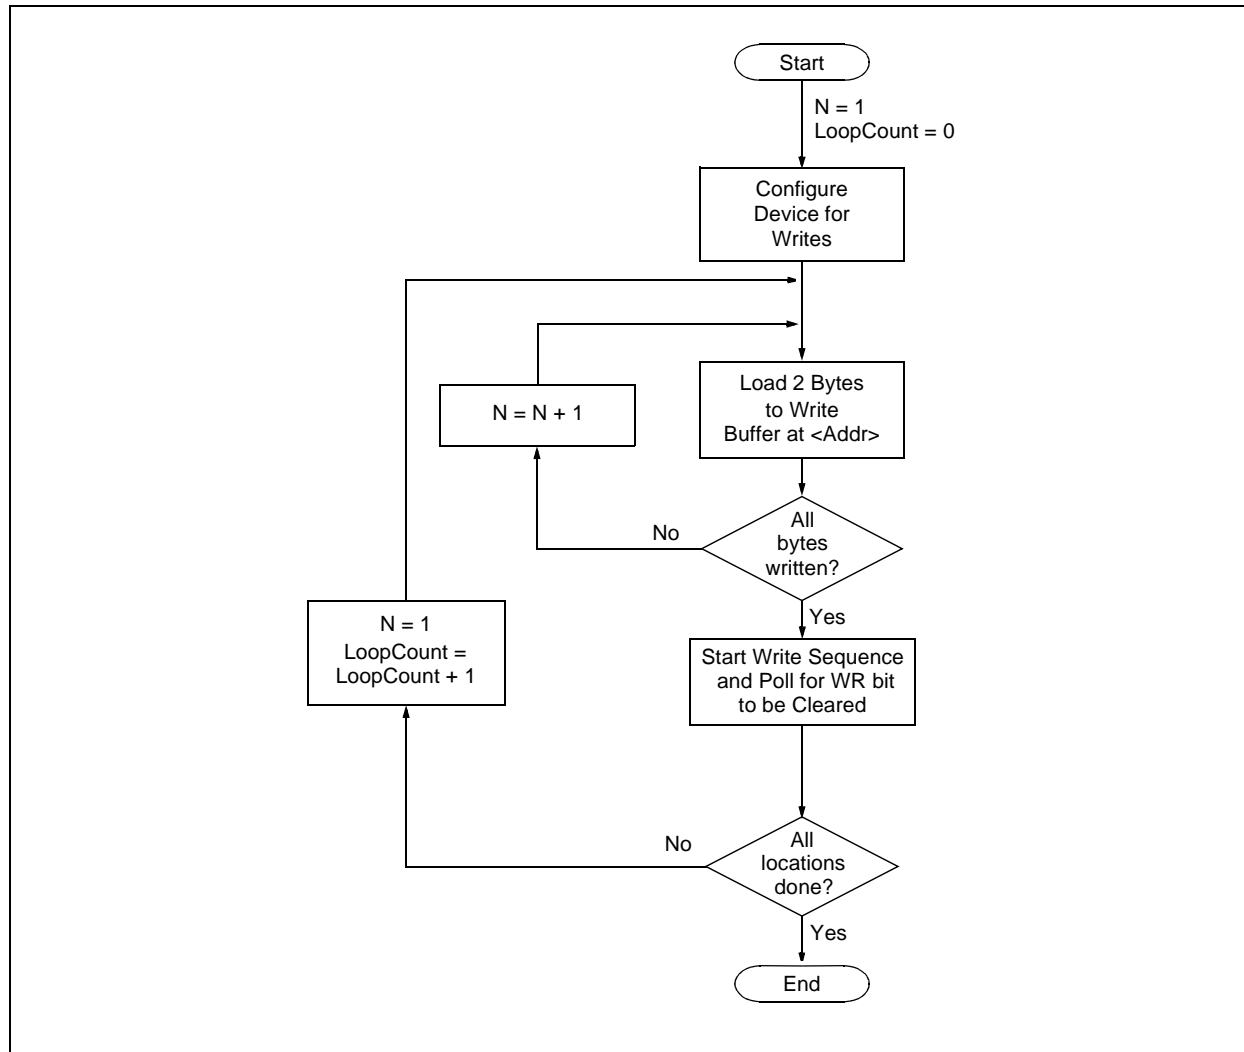 Start
N = 1
LoopCount = 0
Configure
Device for
Writes
Load 2 Bytes
to Write
Buffer at <Addr>
N = N + 1
All
bytes
written?
No
Yes
N = 1
LoopCount =
LoopCount + 1
Start Write Sequence
and Poll for WR bit
to be Cleared
All
locations
done?
No
Yes
End